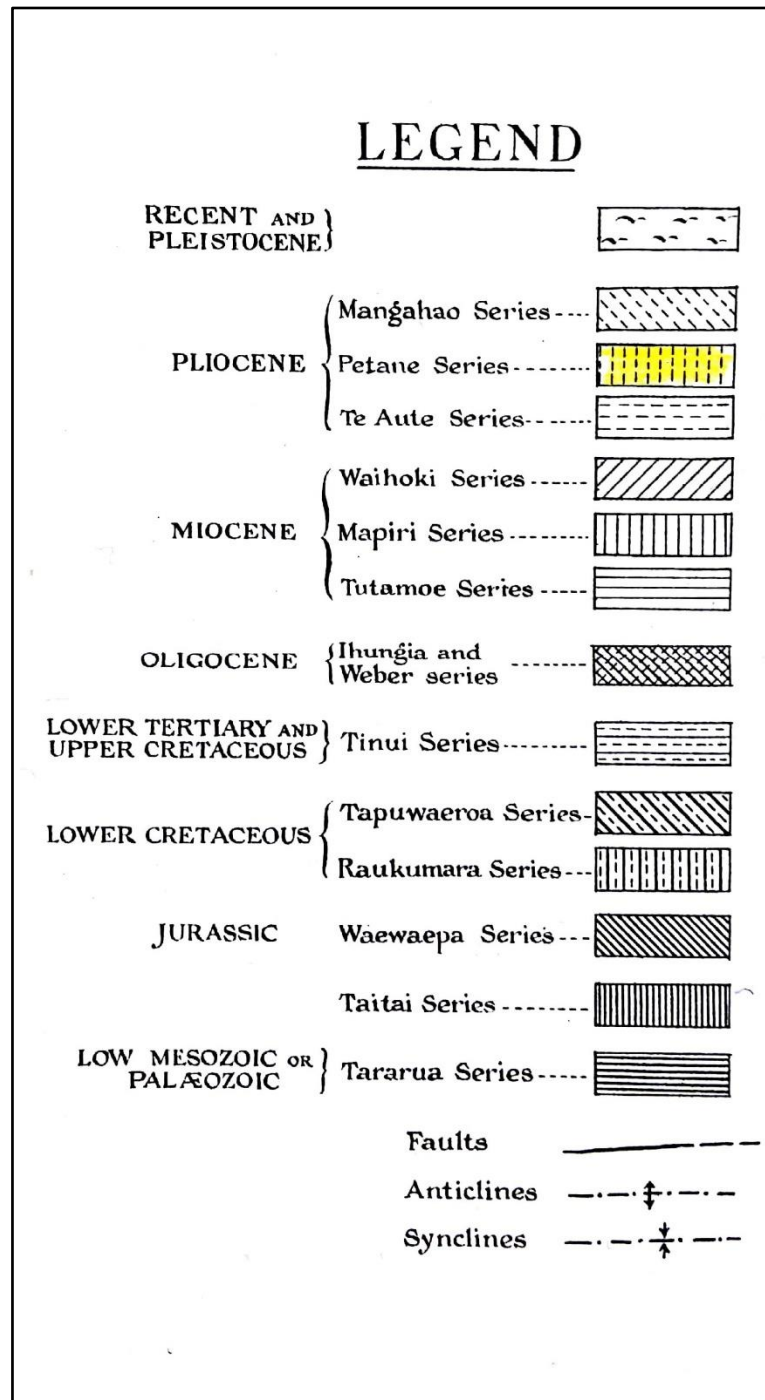 LEGEND
RECENT AND
PLEISTOCENE
Mangahao Series
PLIOCENE Petane Series
Te Aute Series
Waihoki Series
MIOCENE Mapiri Series
Tutamoe Series
OLIGOCENE Ihungia and
Weber series
LOWER TERTIARY AND
UPPER CRETACEOUS Tinui Series
Tapuwaeroa Series
LOWER CRETACEOUS
Raukumara Series
JURASSIC Waewaepa Series
Taitai Series
LOW MESOZOIC OR
PALÆOZOIC Tararua Series
Faults
Anticlines
Synclines